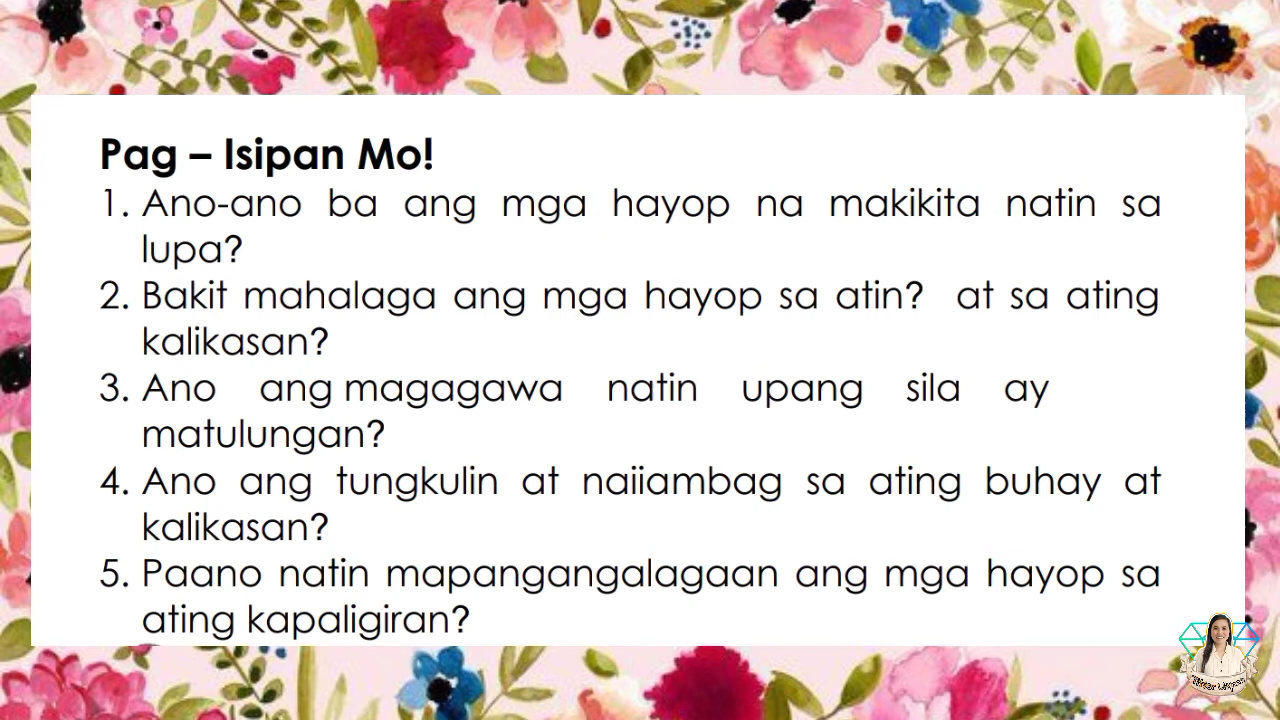 Pag – Isipan Mo!
1. Ano-ano ba ang mga hayop na makikita natin sa
lupa?
2. Bakit mahalaga ang mga hayop sa atin? at sa ating
kalikasan?
3. Ano ang magagawa natin upang sila ay
matulungan?
4. Ano ang tungkulin at naiiambag sa ating buhay at
kalikasan?
5. Paano natin mapangangalagaan ang mga hayop sa
ating kapaligiran?